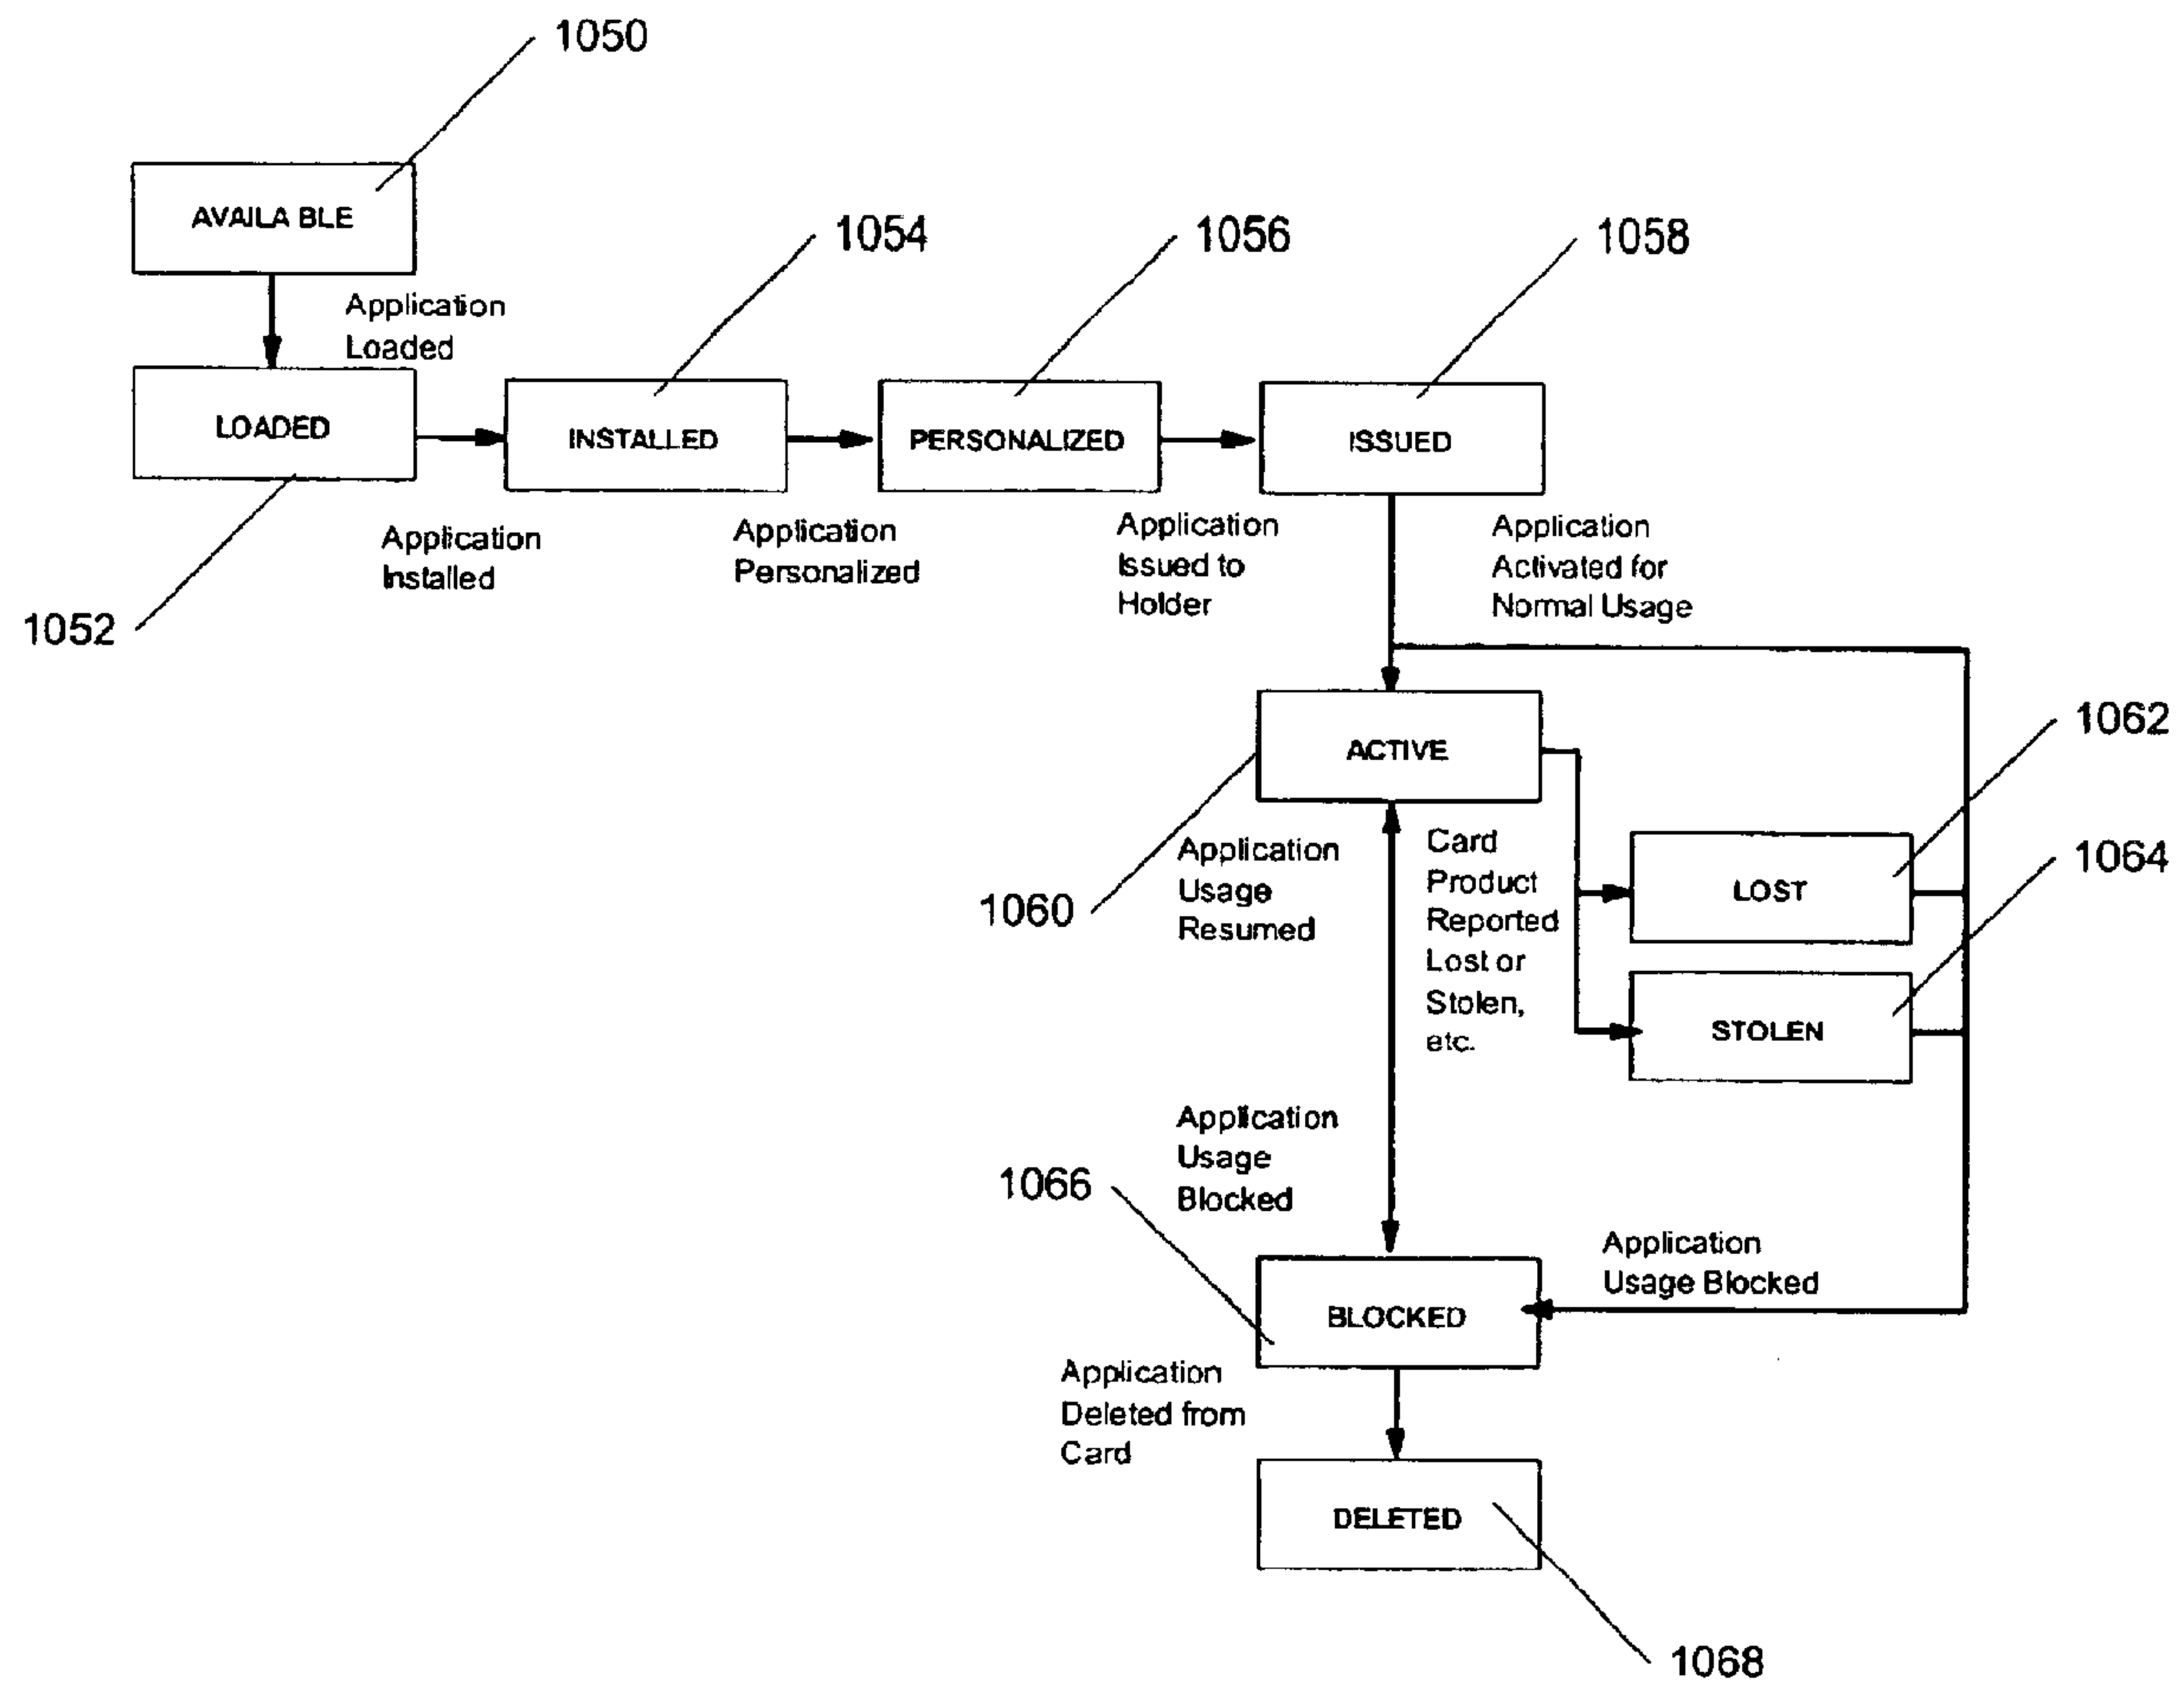 1050
AVAILABLE
Application
Loaded
1054
1056
1058
LOADED
INSTALLED
PERSONALIZED
ISSUED
1052
Application
Installed
Application
Personalized
Application
Issued to
Holder
Application
Activated for
Normal Usage
ACTIVE
1060
1062
1064
Application
Usage
Resumed
Card
Product
Reported
Lost or
Stolen,
etc.
LOST
STOLEN
Application
Usage
Blocked
1066
Application
Usage Blocked
BLOCKED
Application
Deleted from
Card
DELETED
1068